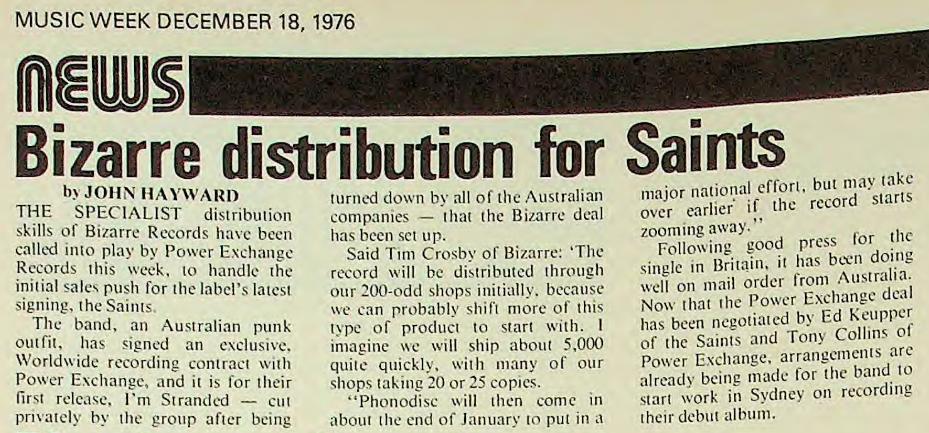 MUSIC WEEK DECEMBER 18, 1976
NEWS
Bizarre distribution for Saints
by JOHN HAYWARD
THE SPECIALIST distribution
skills of Bizarre Records have been
called into play by Power Exchange
Records this week, to handle the
initial sales push for the label's latest
signing, the Saints.
The band, an Australian punk
outfit, has signed an exclusive,
Worldwide recording contract with
Power Exchange, and it is for their
first release, I'm Stranded — cut
privately by the group after being
turned down by all of the Australian
companies — that the Bizarre deal
has been set up.
Said Tim Crosby of Bizarre: 'The
record will be distributed through
our 200-odd shops initially, because
we can probably shift more of this
type of product to start with. I
imagine we will ship about 5,000
quite quickly, with many of our
shops taking 20 or 25 copies.
"Phonodisc will then come in
about the end of January to put in a
major national effort, but may take
over earlier if the record starts
zooming away."
Following good press for the
single in Britain, it has been doing
well on mail order from Australia.
Now that the Power Exchange deal
has been negotiated by Ed Keupper
of the Saints and Tony Collins of
Power Exchange, arrangements are
already being made for the band to
start work in Sydney on recording
their debut album.